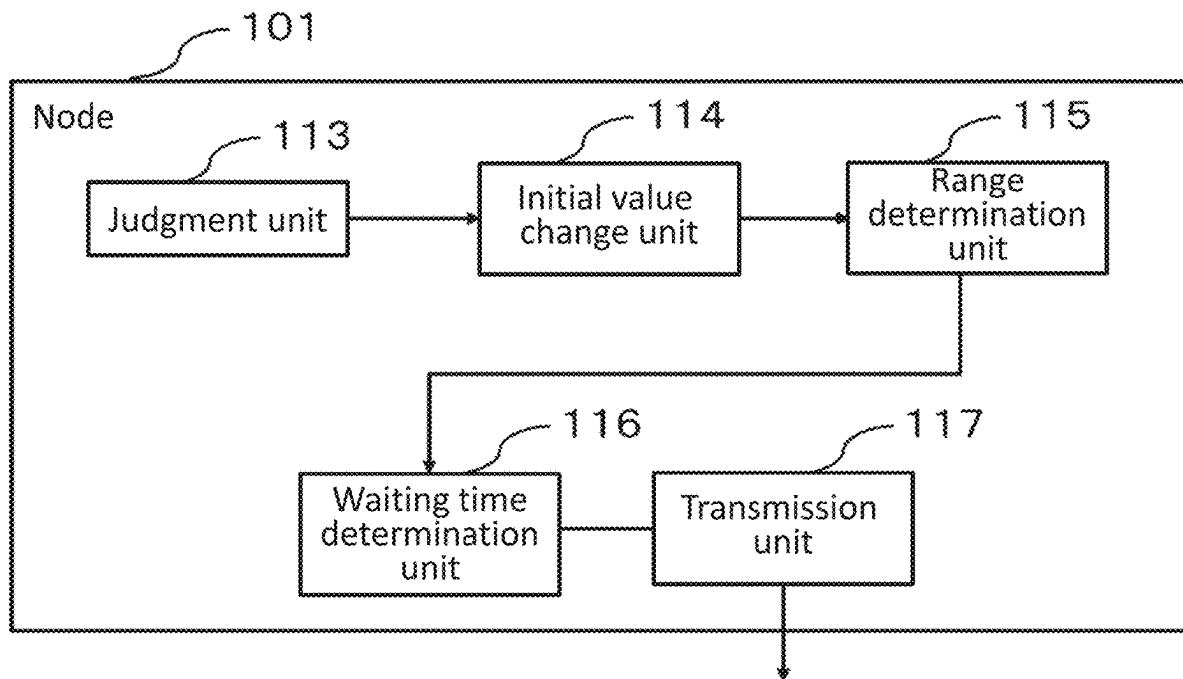 101
Node
113
114
115
Judgment unit
Initial value
change unit
Range
determination
unit
116
117
Waiting time
determination
unit
Transmission
unit